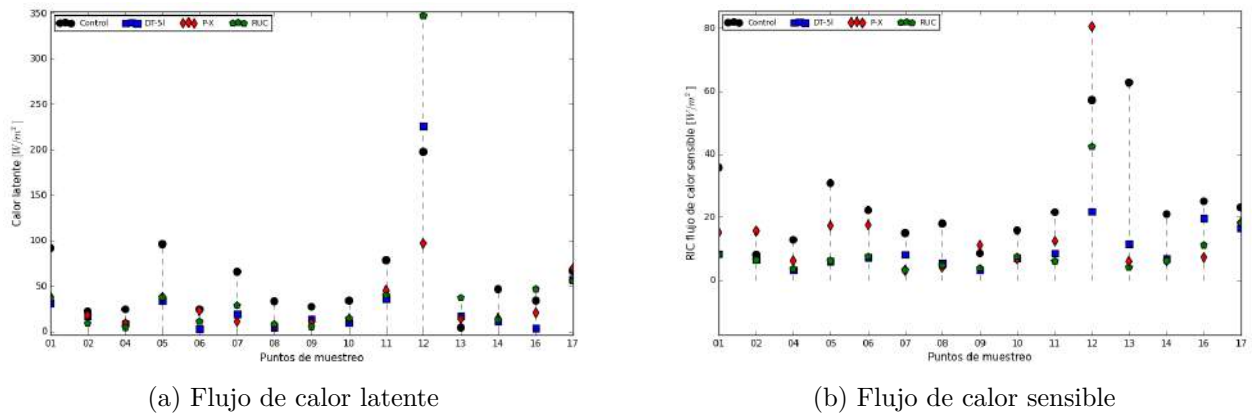 Control DT-5l P-X RUC
350
300
250
200
150
100
50
0
Calor latente [W/m²]
01 02 04 05 06 07 08 09 10 11 12 13 14 16 17
Puntos de muestreo
(a) Flujo de calor latente
Control DT-5l P-X RUC
80
60
40
20
0
RIC flujo de calor sensible [W/m²]
01 02 04 05 06 07 08 09 10 11 12 13 14 16 17
Puntos de muestreo
(b) Flujo de calor sensible